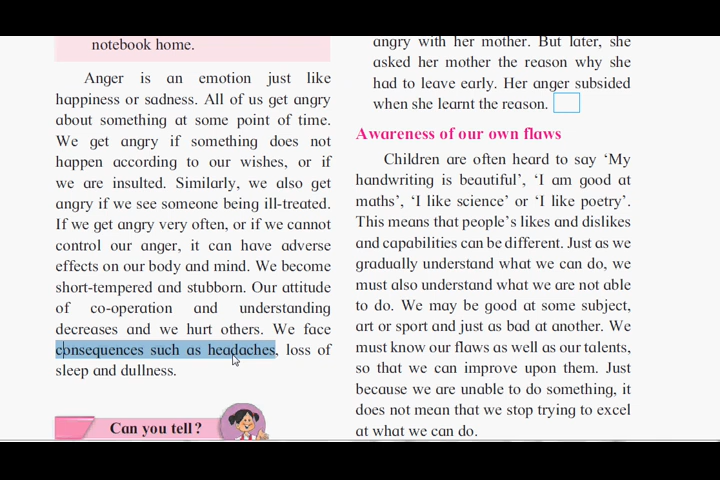 notebook home.
Anger is an emotion just like
happiness or sadness. All of us get angry
about something at some point of time.
We get angry if something does not
happen according to our wishes, or if
we are insulted. Similarly, we also get
angry if we see someone being ill-treated.
If we get angry very often, or if we cannot
control our anger, it can have adverse
effects on our body and mind. We become
short-tempered and stubborn. Our attitude
of co-operation and understanding
decreases and we hurt others. We face
consequences such as headaches, loss of
sleep and dullness.
Can you tell?
angry with her mother. But later, she
asked her mother the reason why she
had to leave early. Her anger subsided
when she learnt the reason.
Awareness of our own flaws
Children are often heard to say ‘My
handwriting is beautiful’, ‘I am good at
maths’, ‘I like science’ or ‘I like poetry’.
This means that people’s likes and dislikes
and capabilities can be different. Just as we
gradually understand what we can do, we
must also understand what we are not able
to do. We may be good at some subject,
art or sport and just as bad at another. We
must know our flaws as well as our talents,
so that we can improve upon them. Just
because we are unable to do something, it
does not mean that we stop trying to excel
at what we can do.